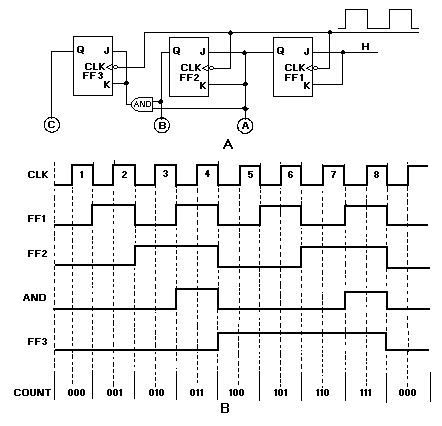 Q J Q J Q J H
CLK CLK CLK
FF3 FF2 FF1
K AND K K
C B A
A
CLK 1 2 3 4 5 6 7 8
FF1
FF2
AND
FF3
COUNT 000 001 010 011 100 101 110 111 000
B